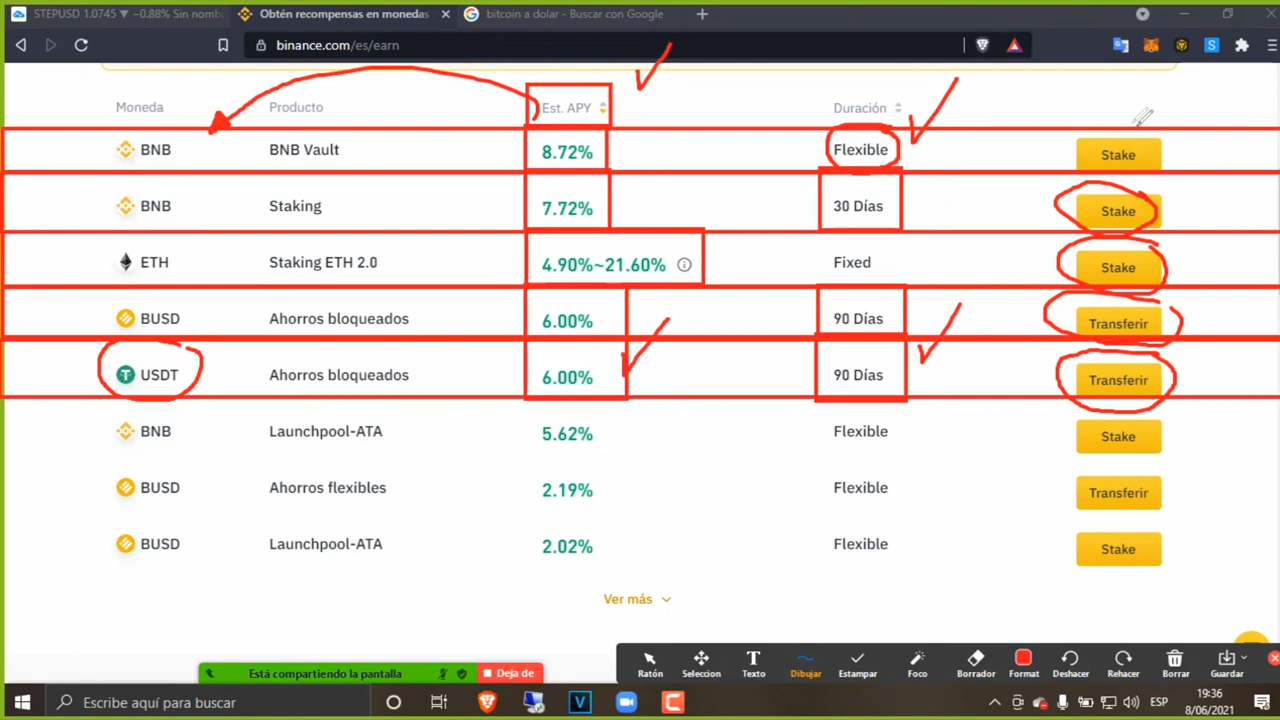 STEPUSD 1.0745 ▼ −0.88% Sin nomb
Obtén recompensas en monedas
bitcoin a dolar - Buscar con Google
binance.com/es/earn
Moneda Producto Est. APY Duración
BNB BNB Vault 8.72% Flexible Stake
BNB Staking 7.72% 30 Días Stake
ETH Staking ETH 2.0 4.90%~21.60% Fixed Stake
BUSD Ahorros bloqueados 6.00% 90 Días Transferir
USDT Ahorros bloqueados 6.00% 90 Días Transferir
BNB Launchpool-ATA 5.62% Flexible Stake
BUSD Ahorros flexibles 2.19% Flexible Transferir
BUSD Launchpool-ATA 2.02% Flexible Stake
Ver más
Está compartiendo la pantalla Deja de
Ratón Selección Texto Dibujar Estampar Foco Borrador Format Deshacer Rehacer Borrar Guardar
Escribe aquí para buscar
ESP
19:36
8/06/2021